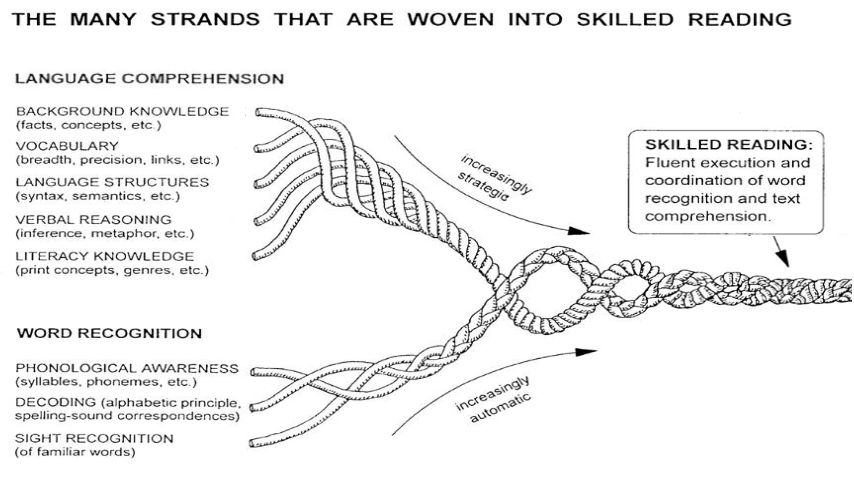 THE MANY STRANDS THAT ARE WOVEN INTO SKILLED READING
LANGUAGE COMPREHENSION
BACKGROUND KNOWLEDGE
(facts, concepts, etc.)
VOCABULARY
(breadth, precision, links, etc.)
LANGUAGE STRUCTURES
(syntax, semantics, etc.)
VERBAL REASONING
(inference, metaphor, etc.)
LITERACY KNOWLEDGE
(print concepts, genres, etc.)
increasingly
strategic
SKILLED READING:
Fluent execution and
coordination of word
recognition and text
comprehension.
WORD RECOGNITION
PHONOLOGICAL AWARENESS
(syllables, phonemes, etc.)
DECODING (alphabetic principle,
spelling-sound correspondences)
SIGHT RECOGNITION
(of familiar words)
increasingly
automatic